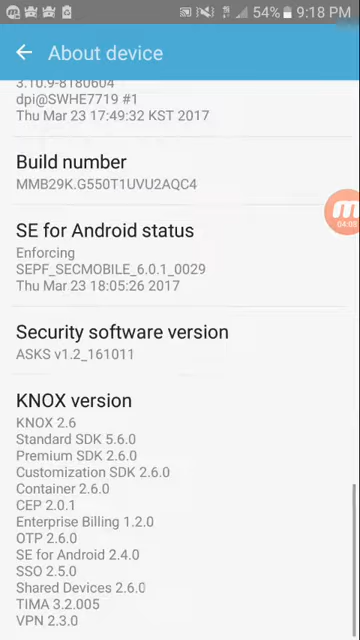 54% 9:18 PM
About device
3.10.9-8180604
dpi@SWHE7719 #1
Thu Mar 23 17:49:32 KST 2017
Build number
MMB29K.G550T1UVU2AQC4
SE for Android status
Enforcing
SEPF_SECMOBILE_6.0.1_0029
Thu Mar 23 18:05:26 2017
04:08
Security software version
ASKS v1.2_161011
KNOX version
KNOX 2.6
Standard SDK 5.6.0
Premium SDK 2.6.0
Customization SDK 2.6.0
Container 2.6.0
CEP 2.0.1
Enterprise Billing 1.2.0
OTP 2.6.0
SE for Android 2.4.0
SSO 2.5.0
Shared Devices 2.6.0
TIMA 3.2.005
VPN 2.3.0